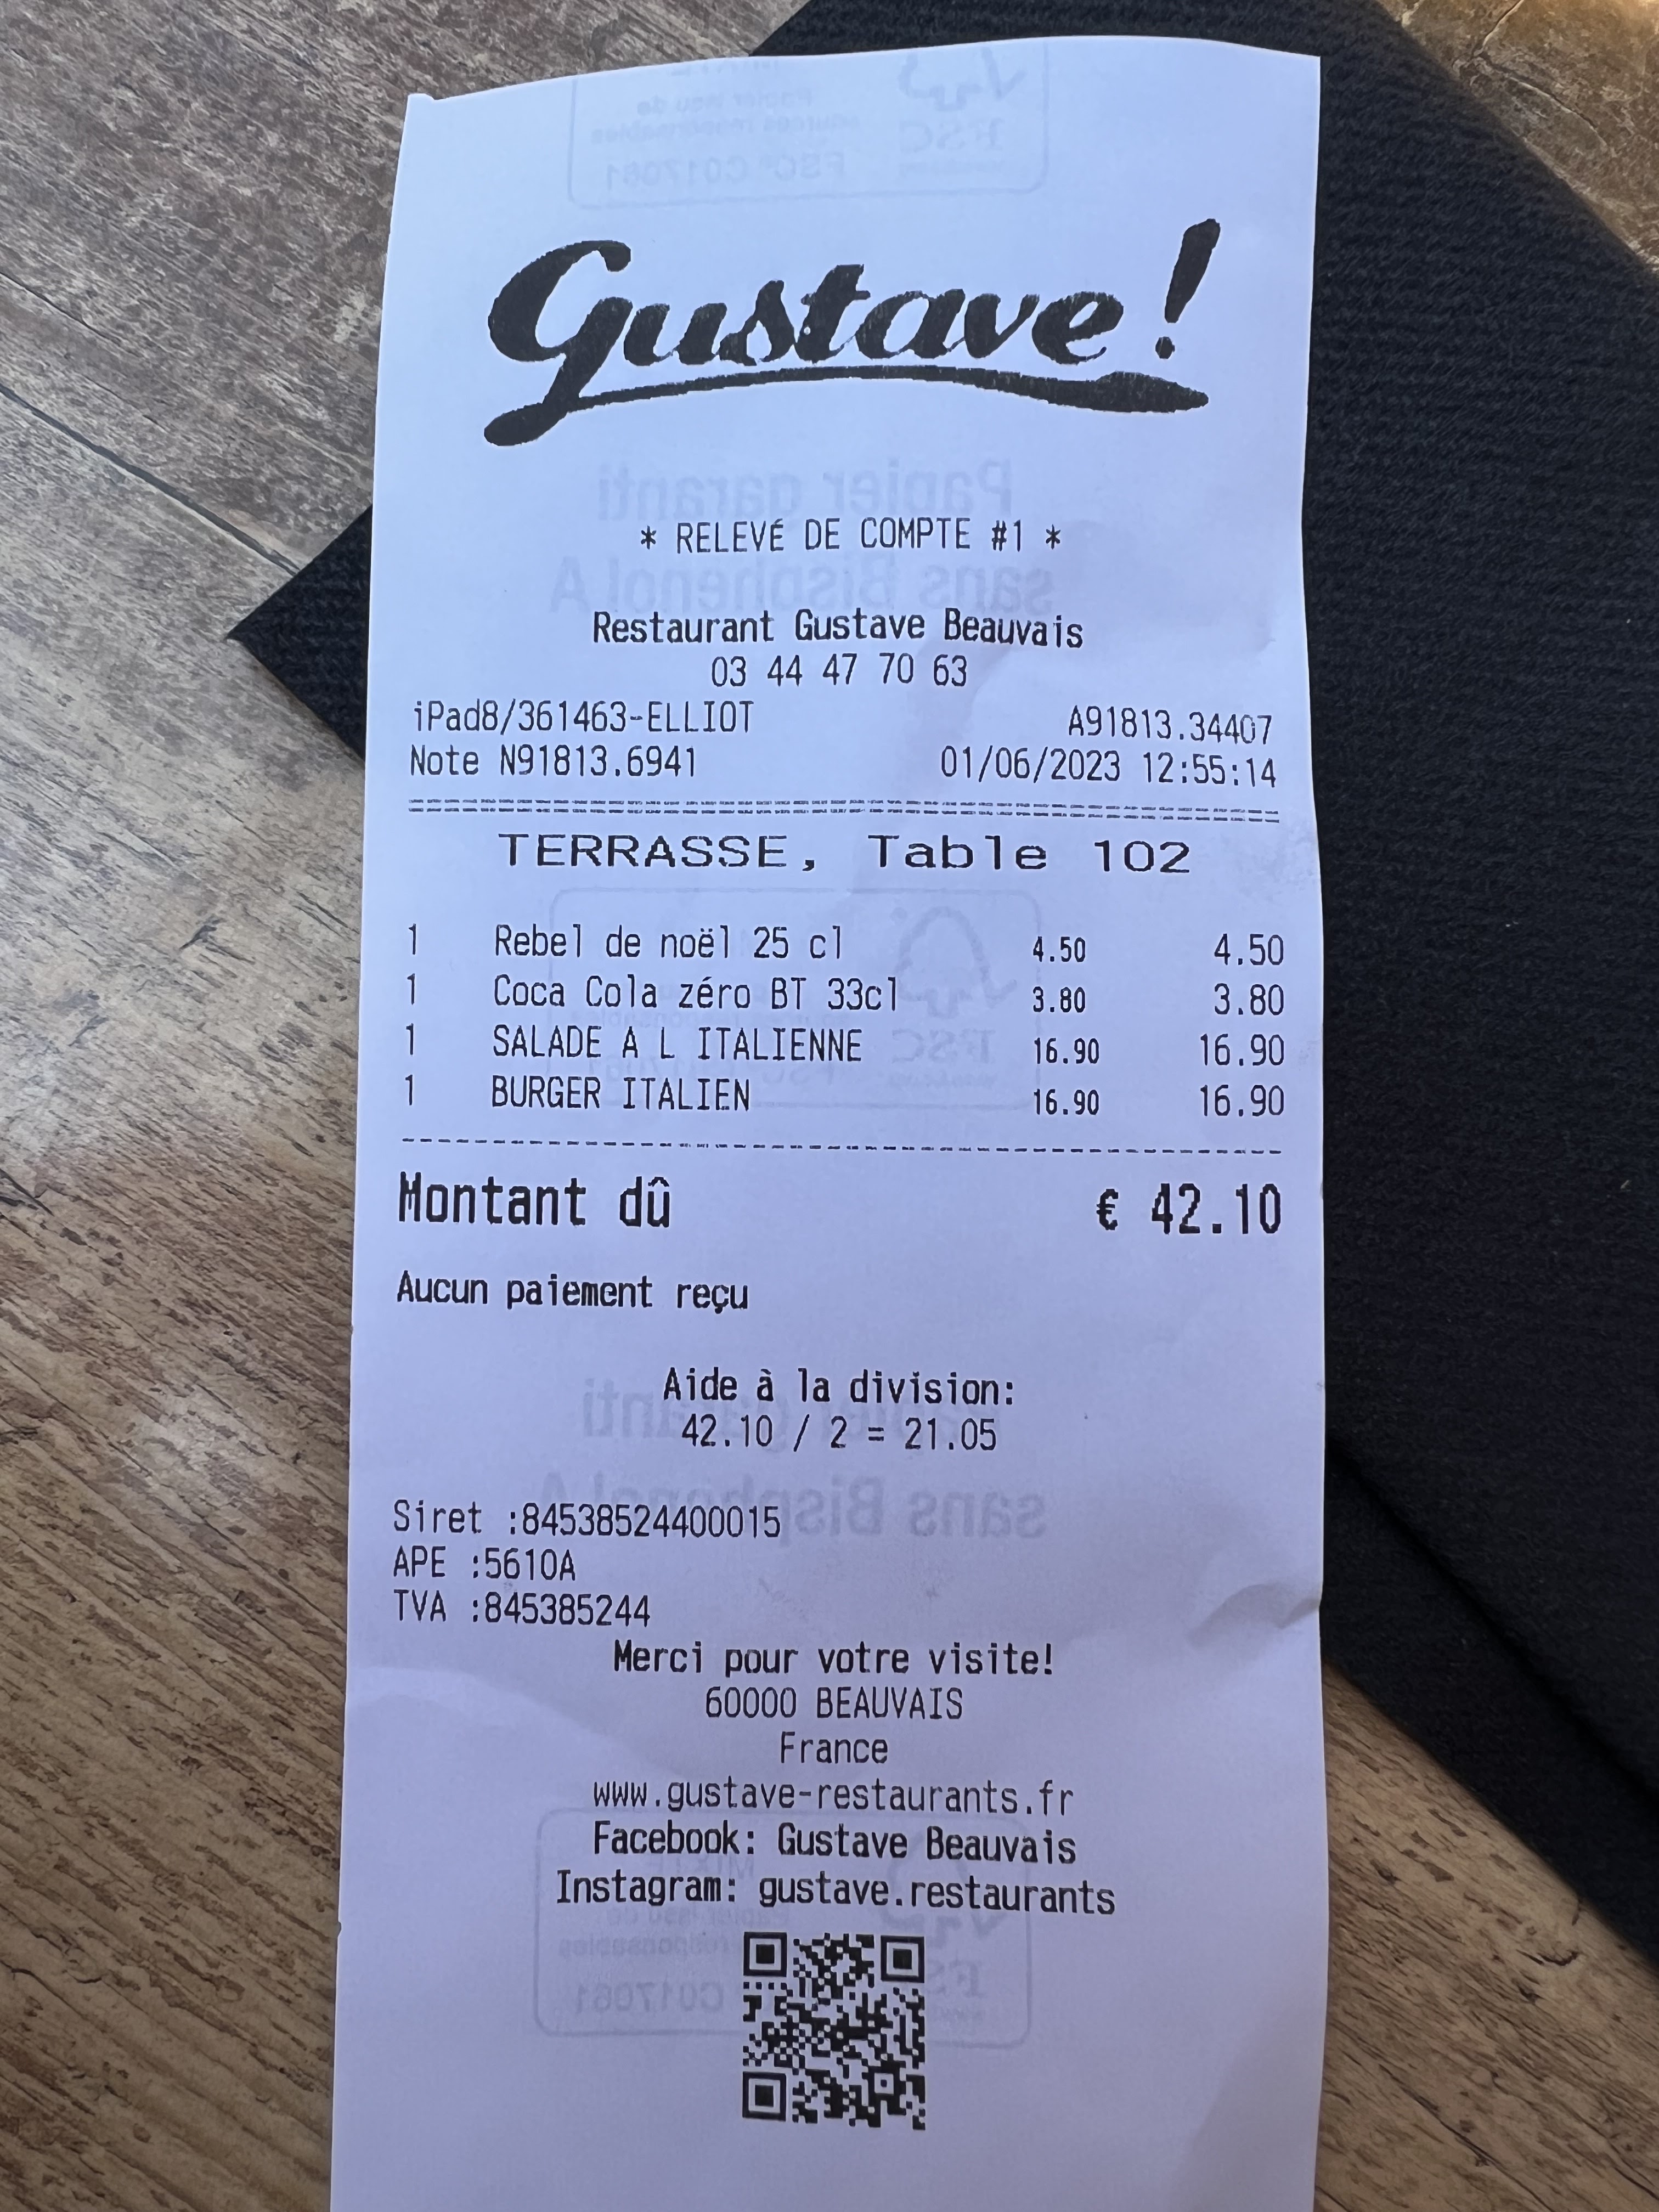 Gustave!
* RELEVÉ DE COMPTE #1 *
Restaurant Gustave Beauvais
03 44 47 70 63
iPad8/361463-ELLIOT A91813.34407
Note N91813.6941 01/06/2023 12:55:14
TERRASSE, Table 102
1 Rebel de noël 25 cl 4.50 4.50
1 Coca Cola zéro BT 33cl 3.80 3.80
1 SALADE A L ITALIENNE 16.90 16.90
1 BURGER ITALIEN 16.90 16.90
Montant dû € 42.10
Aucun paiement reçu
Aide à la division:
42.10 / 2 = 21.05
Siret :84538524400015
APE :5610A
TVA :845385244
Merci pour votre visite!
60000 BEAUVAIS
France
www.gustave-restaurants.fr
Facebook: Gustave Beauvais
Instagram: gustave.restaurants